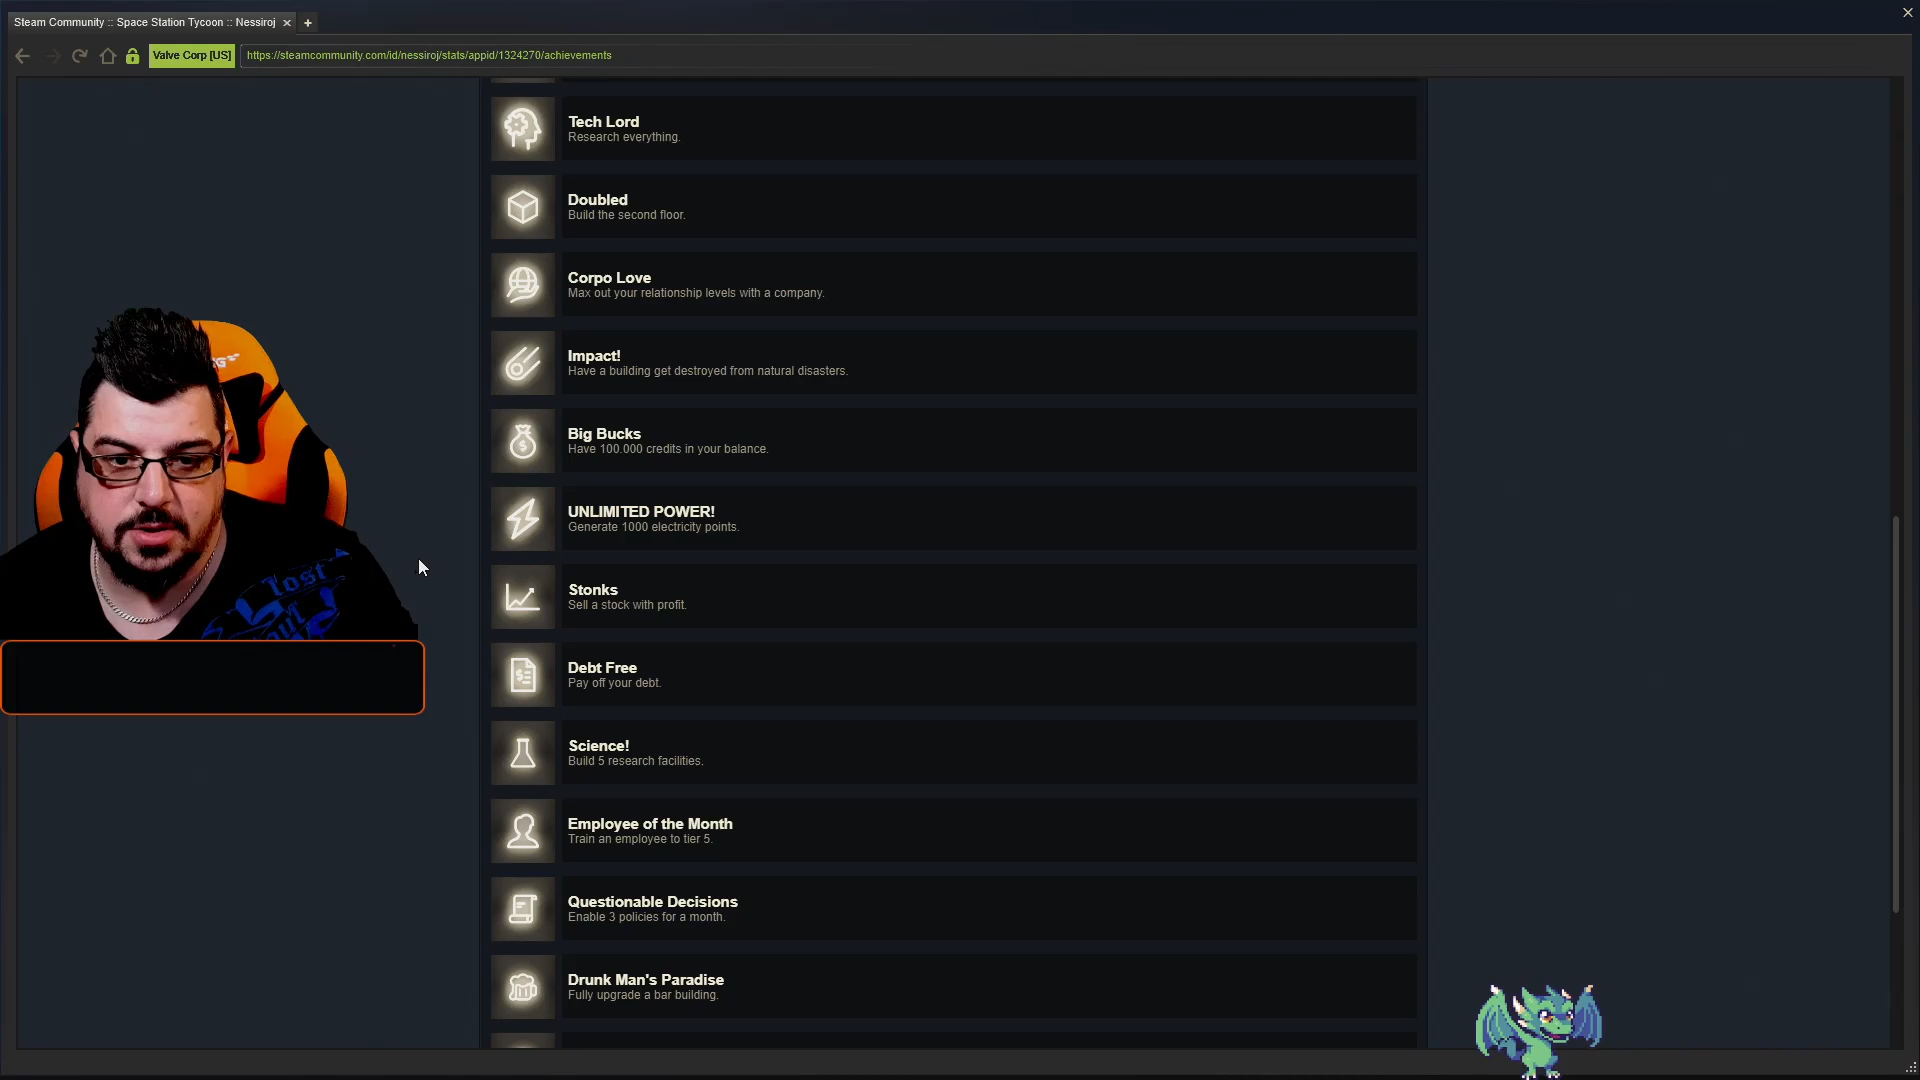 Steam Community :: Space Station Tycoon :: Nessiroj
Valve Corp [US]
https://steamcommunity.com/id/nessiroj/stats/appid/1324270/achievements
Tech Lord
Research everything.
Doubled
Build the second floor.
Corpo Love
Max out your relationship levels with a company.
Impact!
Have a building get destroyed from natural disasters.
Big Bucks
Have 100.000 credits in your balance.
UNLIMITED POWER!
Generate 1000 electricity points.
Stonks
Sell a stock with profit.
Debt Free
Pay off your debt.
Science!
Build 5 research facilities.
Employee of the Month
Train an employee to tier 5.
Questionable Decisions
Enable 3 policies for a month.
Drunk Man's Paradise
Fully upgrade a bar building.
lost